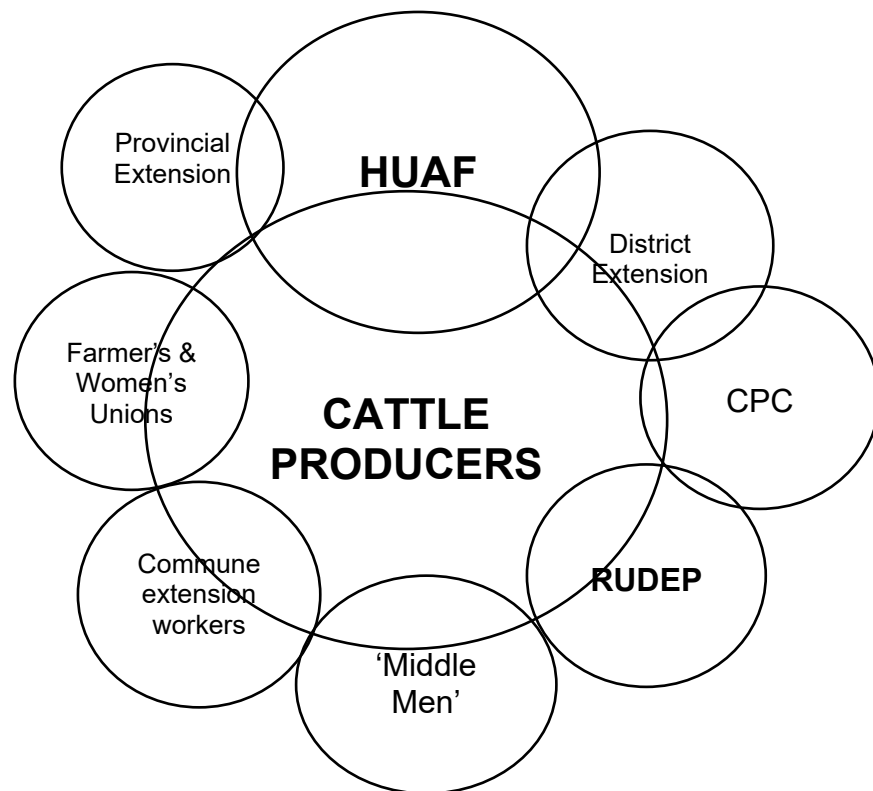 Provincial
Extension
HUAF
District
Extension
Farmer’s &
Women’s
Unions
CATTLE
PRODUCERS
CPC
Commune
extension
workers
RUDEP
‘Middle
Men’